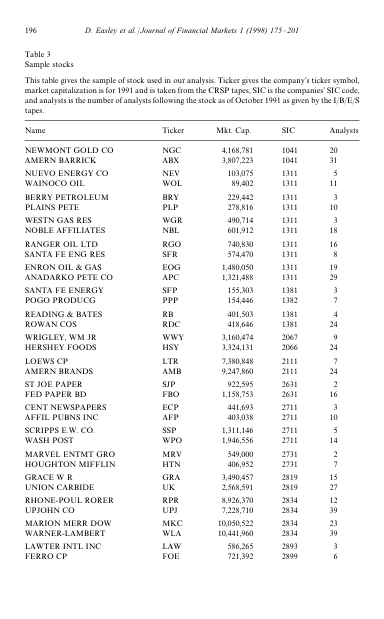 196
D. Easley et al. / Journal of Financial Markets 1 (1998) 175–201
Table 3
Sample stocks
This table gives the sample of stock used in our analysis. Ticker gives the company's ticker symbol,
market capitalization is for 1991 and is taken from the CRSP tapes, SIC is the companies' SIC code,
and analysts is the number of analysts following the stock as of October 1991 as given by the I/B/E/S
tapes.
Name Ticker Mkt. Cap. SIC Analysts
NEWMONT GOLD CO NGC 4,168,781 1041 20
AMERN BARRICK ABX 3,807,223 1041 31
NUEVO ENERGY CO NEV 103,075 1311 5
WAINOCO OIL WOL 89,402 1311 11
BERRY PETROLEUM BRY 229,442 1311 3
PLAINS PETE PLP 278,816 1311 10
WESTN GAS RES WGR 490,714 1311 3
NOBLE AFFILIATES NBL 601,912 1311 18
RANGER OIL LTD RGO 740,830 1311 16
SANTA FE ENG RES SFR 574,470 1311 8
ENRON OIL & GAS EOG 1,480,050 1311 19
ANADARKO PETE CO APC 1,321,488 1311 29
SANTA FE ENERGY SFP 155,303 1381 3
POGO PRODUCG PPP 154,446 1382 7
READING & BATES RB 401,503 1381 4
ROWAN COS RDC 418,646 1381 24
WRIGLEY, WM JR WWY 3,160,474 2067 9
HERSHEY FOODS HSY 3,324,131 2066 24
LOEWS CP LTR 7,380,848 2111 7
AMERN BRANDS AMB 9,247,860 2111 24
ST JOE PAPER SJP 922,595 2631 2
FED PAPER BD FBO 1,158,753 2631 16
CENT NEWSPAPERS ECP 441,693 2711 3
AFFIL PUBNS INC AFP 403,038 2711 10
SCRIPPS E.W. CO. SSP 1,311,146 2711 5
WASH POST WPO 1,946,556 2711 14
MARVEL ENTMT GRO MRV 549,000 2731 2
HOUGHTON MIFFLIN HTN 406,952 2731 7
GRACE W R GRA 3,490,457 2819 15
UNION CARBIDE UK 2,568,591 2819 27
RHONE-POUL RORER RPR 8,926,370 2834 12
UPJOHN CO UPJ 7,228,710 2834 39
MARION MERR DOW MKC 10,050,522 2834 23
WARNER-LAMBERT WLA 10,441,960 2834 39
LAWTER INTL INC LAW 586,265 2893 3
FERRO CP FOE 721,392 2899 6